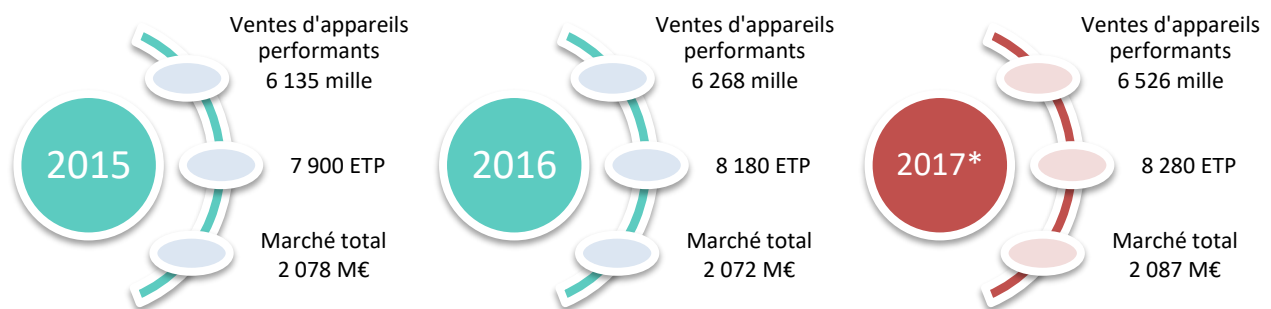 2015
Ventes d'appareils
performants
6 135 mille
7 900 ETP
Marché total
2 078 M€
2016
Ventes d'appareils
performants
6 268 mille
8 180 ETP
Marché total
2 072 M€
2017*
Ventes d'appareils
performants
6 526 mille
8 280 ETP
Marché total
2 087 M€